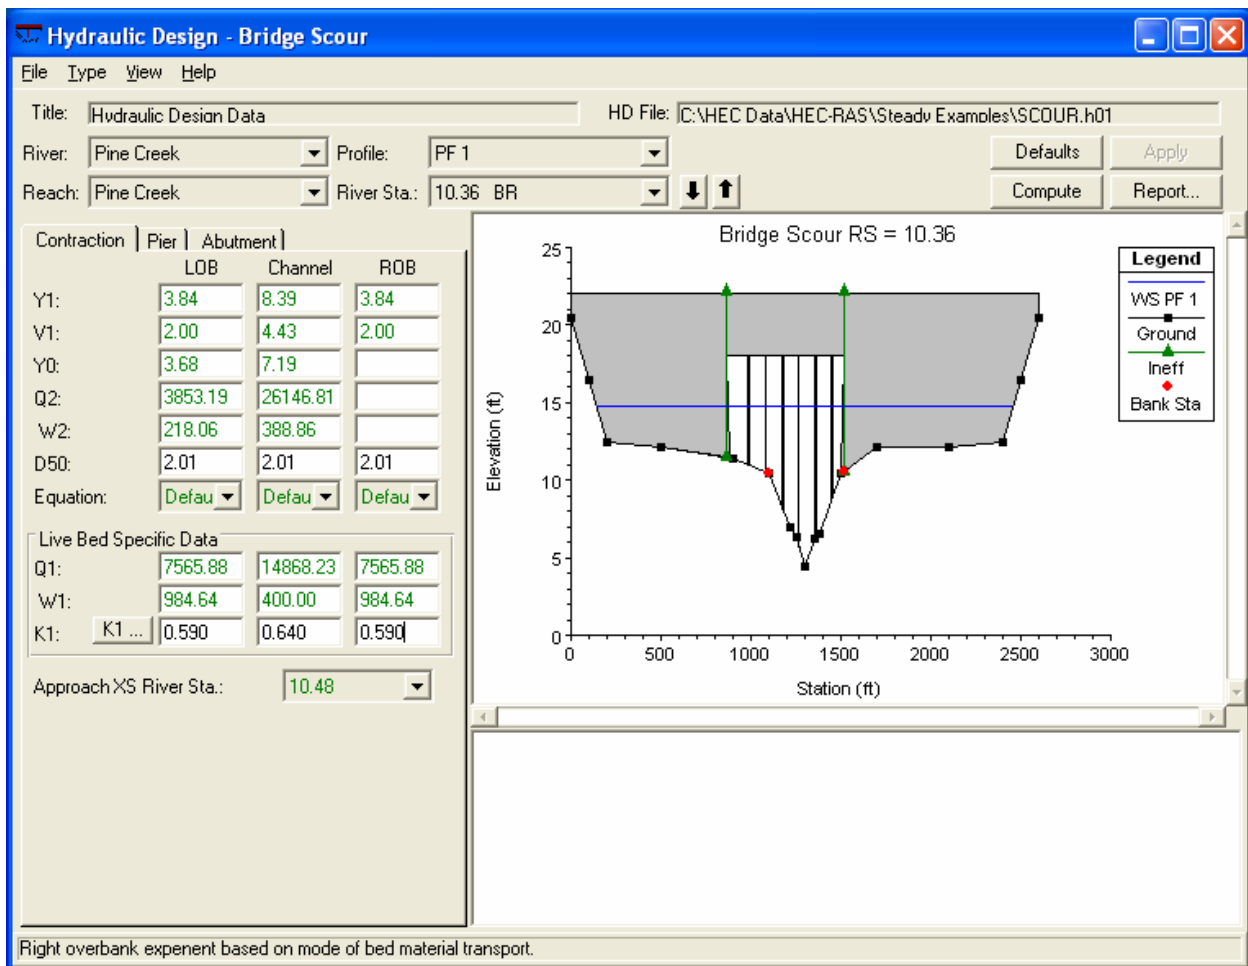 Hydraulic Design - Bridge Scour
File Type View Help
Title: Hydraulic Design Data HD File: C:\HEC Data\HEC-RAS\Steady Examples\SCOUR.h01
River: Pine Creek Profile: PF 1 Defaults Apply
Reach: Pine Creek River Sta.: 10.36 BR Compute Report...
Contraction Pier Abutment
LOB Channel ROB
Y1: 3.84 8.39 3.84
V1: 2.00 4.43 2.00
Y0: 3.68 7.19
Q2: 3853.19 26146.81
W2: 218.06 388.86
D50: 2.01 2.01 2.01
Equation: Defau Defau Defau
Live Bed Specific Data
Q1: 7565.88 14868.23 7565.88
W1: 984.64 400.00 984.64
K1: K1 ... 0.590 0.640 0.590
Approach XS River Sta.: 10.48
Bridge Scour RS = 10.36
25
20
15
10
5
0
Elevation (ft)
0 500 1000 1500 2000 2500 3000
Station (ft)
Legend
WS PF 1
Ground
Ineff
Bank Sta
Right overbank expenent based on mode of bed material transport.